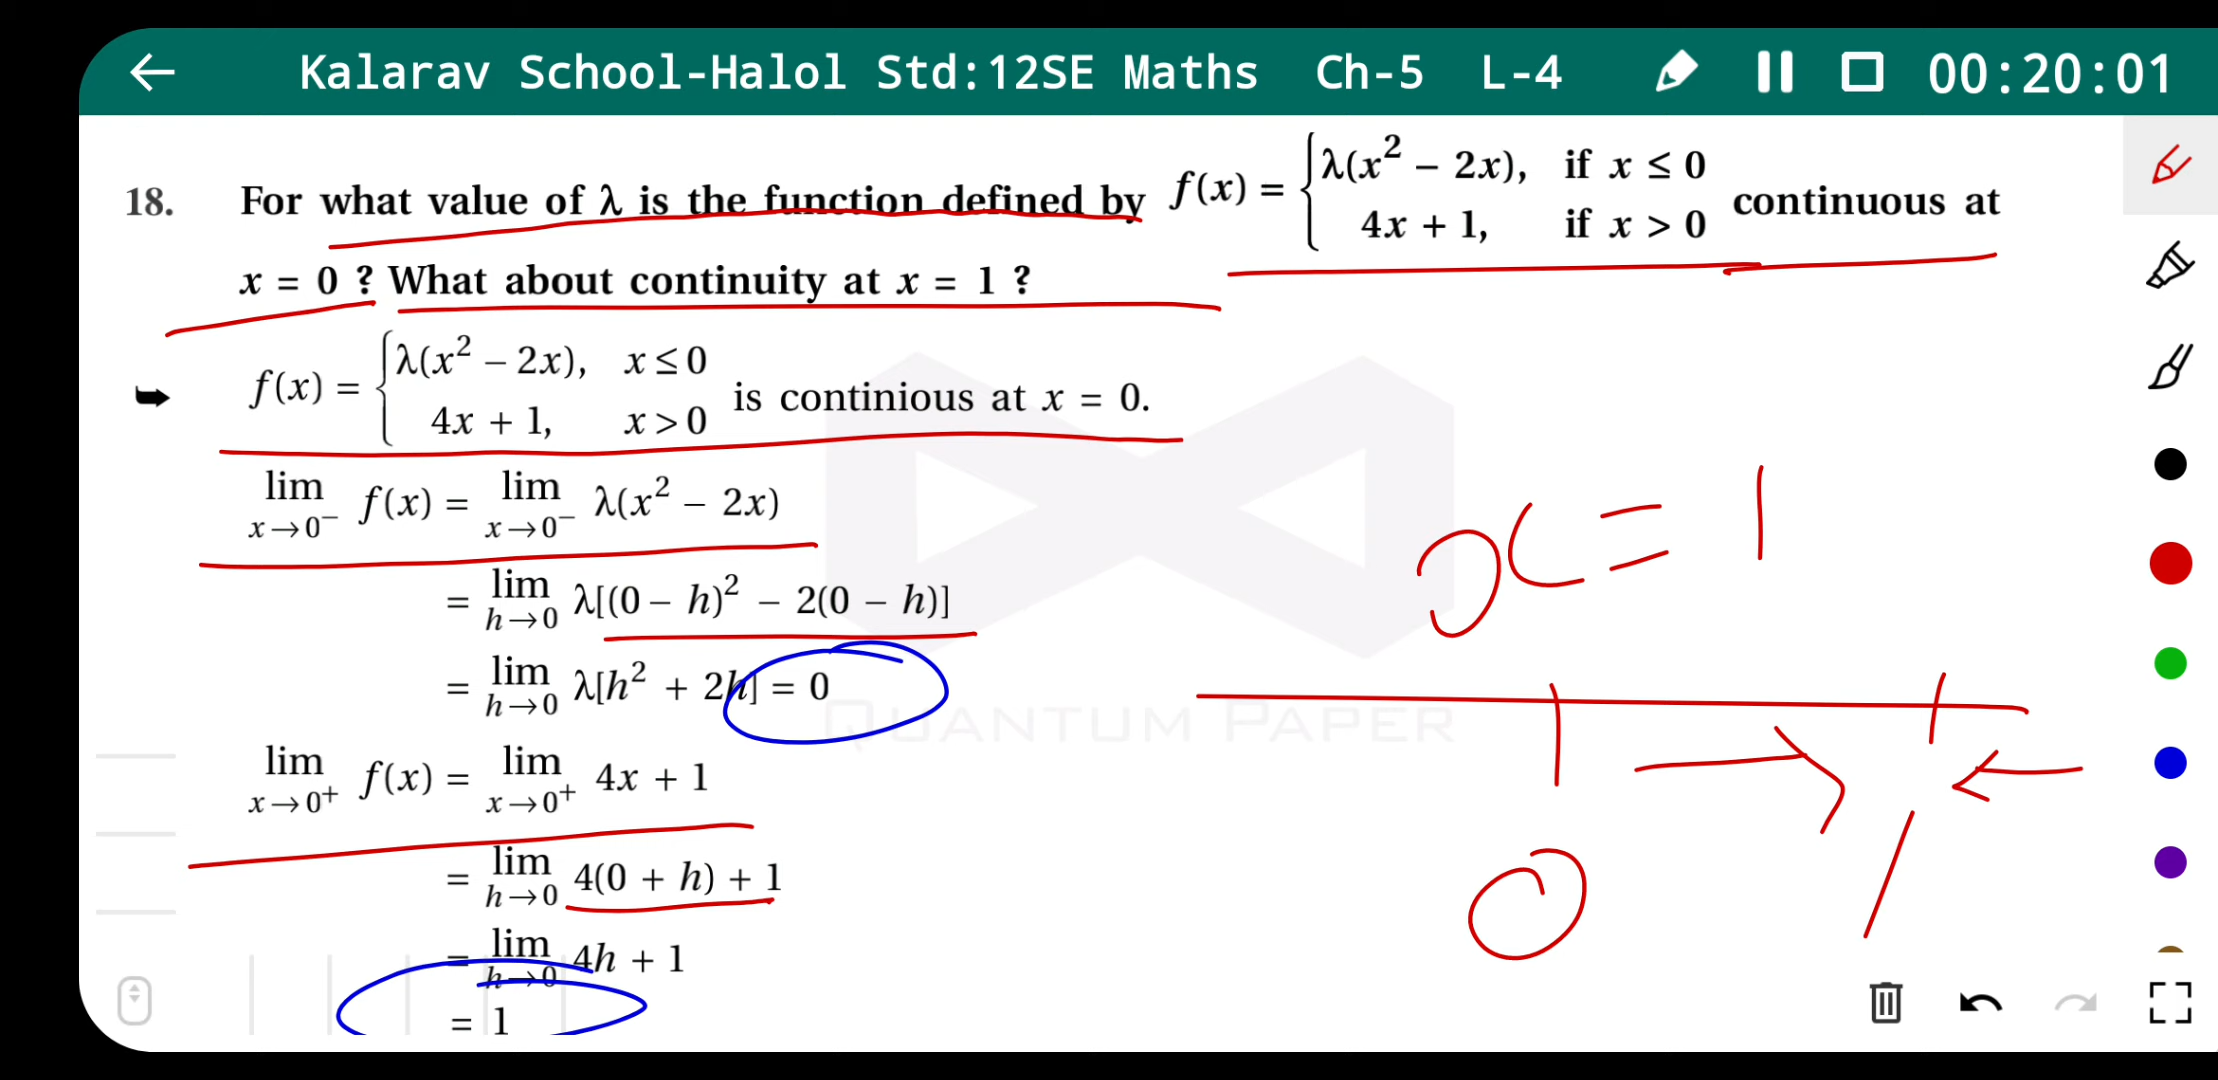 Kalarav School-Halol Std:12SE Maths Ch-5 L-4 00:20:01
18. For what value of λ is the function defined by f(x) = { λ(x² – 2x), if x ≤ 0
4x + 1, if x > 0 continuous at
x = 0 ? What about continuity at x = 1 ?
f(x) = { λ(x² – 2x), x ≤ 0
4x + 1, x > 0 is continious at x = 0.
lim x→0⁻ f(x) = lim x→0⁻ λ(x² – 2x)
= lim h→0 λ[(0 – h)² – 2(0 – h)]
= lim h→0 λ[h² + 2h] = 0
lim x→0⁺ f(x) = lim x→0⁺ 4x + 1
= lim h→0 4(0 + h) + 1
= lim h→0 4h + 1
= 1
x = 1
0 1
QUANTUM PAPER